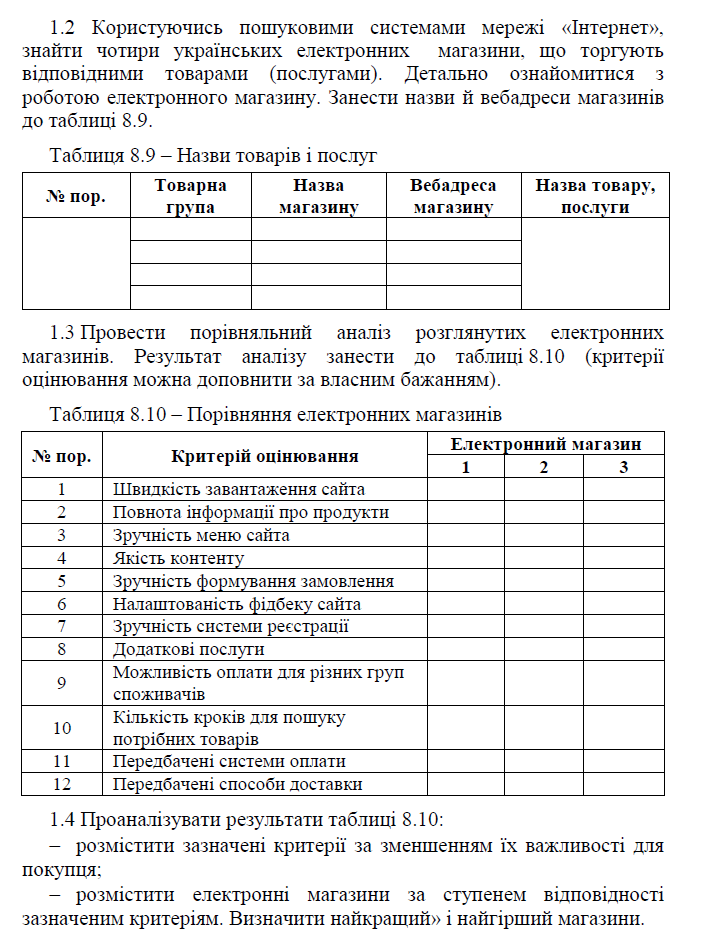 1.2 Користуючись пошуковими системами мережі «Інтернет»,
знайти чотири українських електронних магазини, що торгують
відповідними товарами (послугами). Детально ознайомитися з
роботою електронного магазину. Занести назви й вебадреси магазинів
до таблиці 8.9.
Таблиця 8.9 – Назви товарів і послуг
№ пор. Товарна група Назва магазину Вебадреса магазину Назва товару, послуги
1.3 Провести порівняльний аналіз розглянутих електронних
магазинів. Результат аналізу занести до таблиці 8.10 (критерії
оцінювання можна доповнити за власним бажанням).
Таблиця 8.10 – Порівняння електронних магазинів
№ пор. Критерій оцінювання Електронний магазин
1 2 3
1 Швидкість завантаження сайта
2 Повнота інформації про продукти
3 Зручність меню сайта
4 Якість контенту
5 Зручність формування замовлення
6 Налаштованість фідбеку сайта
7 Зручність системи реєстрації
8 Додаткові послуги
9 Можливість оплати для різних груп
споживачів
10 Кількість кроків для пошуку
потрібних товарів
11 Передбачені системи оплати
12 Передбачені способи доставки
1.4 Проаналізувати результати таблиці 8.10:
– розмістити зазначені критерії за зменшенням їх важливості для
покупця;
– розмістити електронні магазини за ступенем відповідності
зазначеним критеріям. Визначити найкращий» і найгірший магазини.